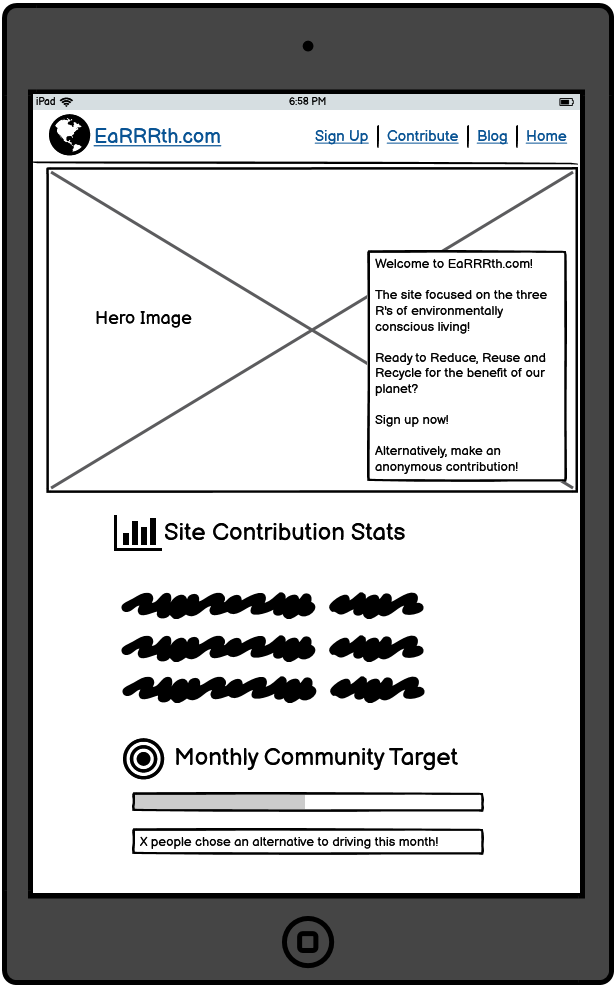 iPad 6:58 PM
EaRRRth.com Sign Up Contribute Blog Home
Hero Image
Welcome to EaRRRth.com!
The site focused on the three
R's of environmentally
conscious living!
Ready to Reduce, Reuse and
Recycle for the benefit of our
planet?
Sign up now!
Alternatively, make an
anonymous contribution!
Site Contribution Stats
Monthly Community Target
X people chose an alternative to driving this month!